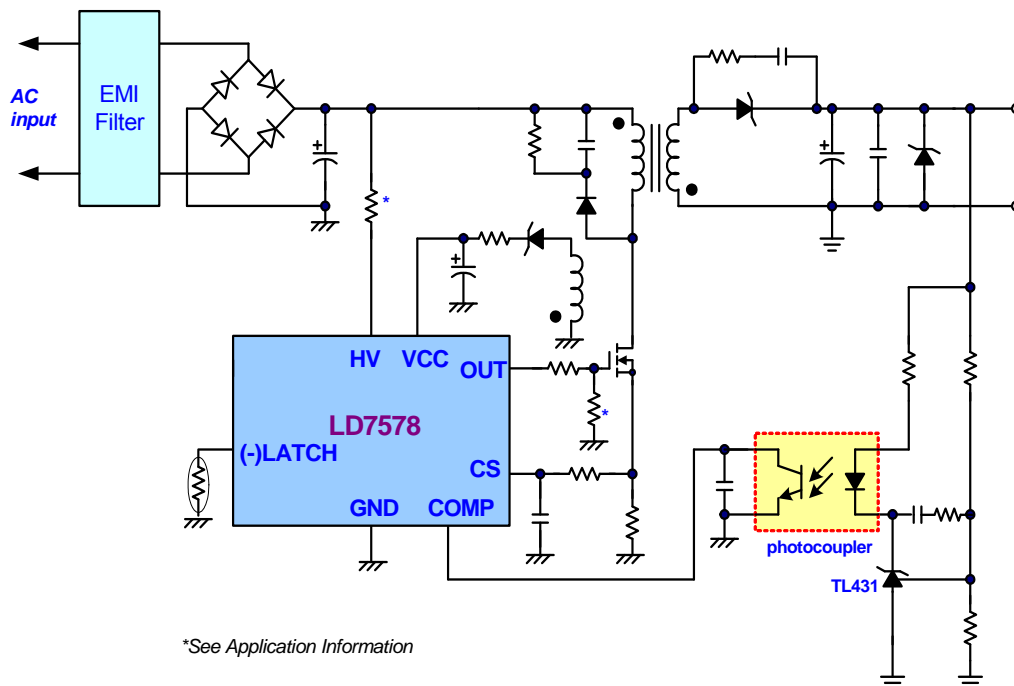 AC
input
EMI
Filter
+
*
+
+
HV VCC
OUT
*
LD7578
(-)LATCH
CS
GND COMP
photocoupler
TL431
*See Application Information